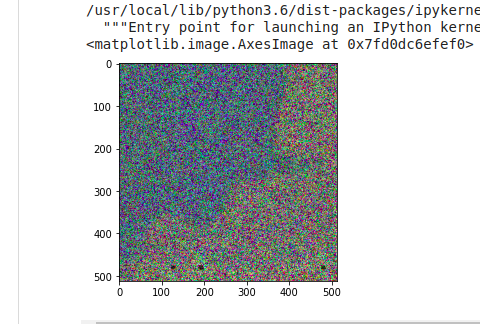 /usr/local/lib/python3.6/dist-packages/ipykerne
"""Entry point for launching an IPython kerne
<matplotlib.image.AxesImage at 0x7fd0dc6efef0>
0
100
200
300
400
500
0 100 200 300 400 500